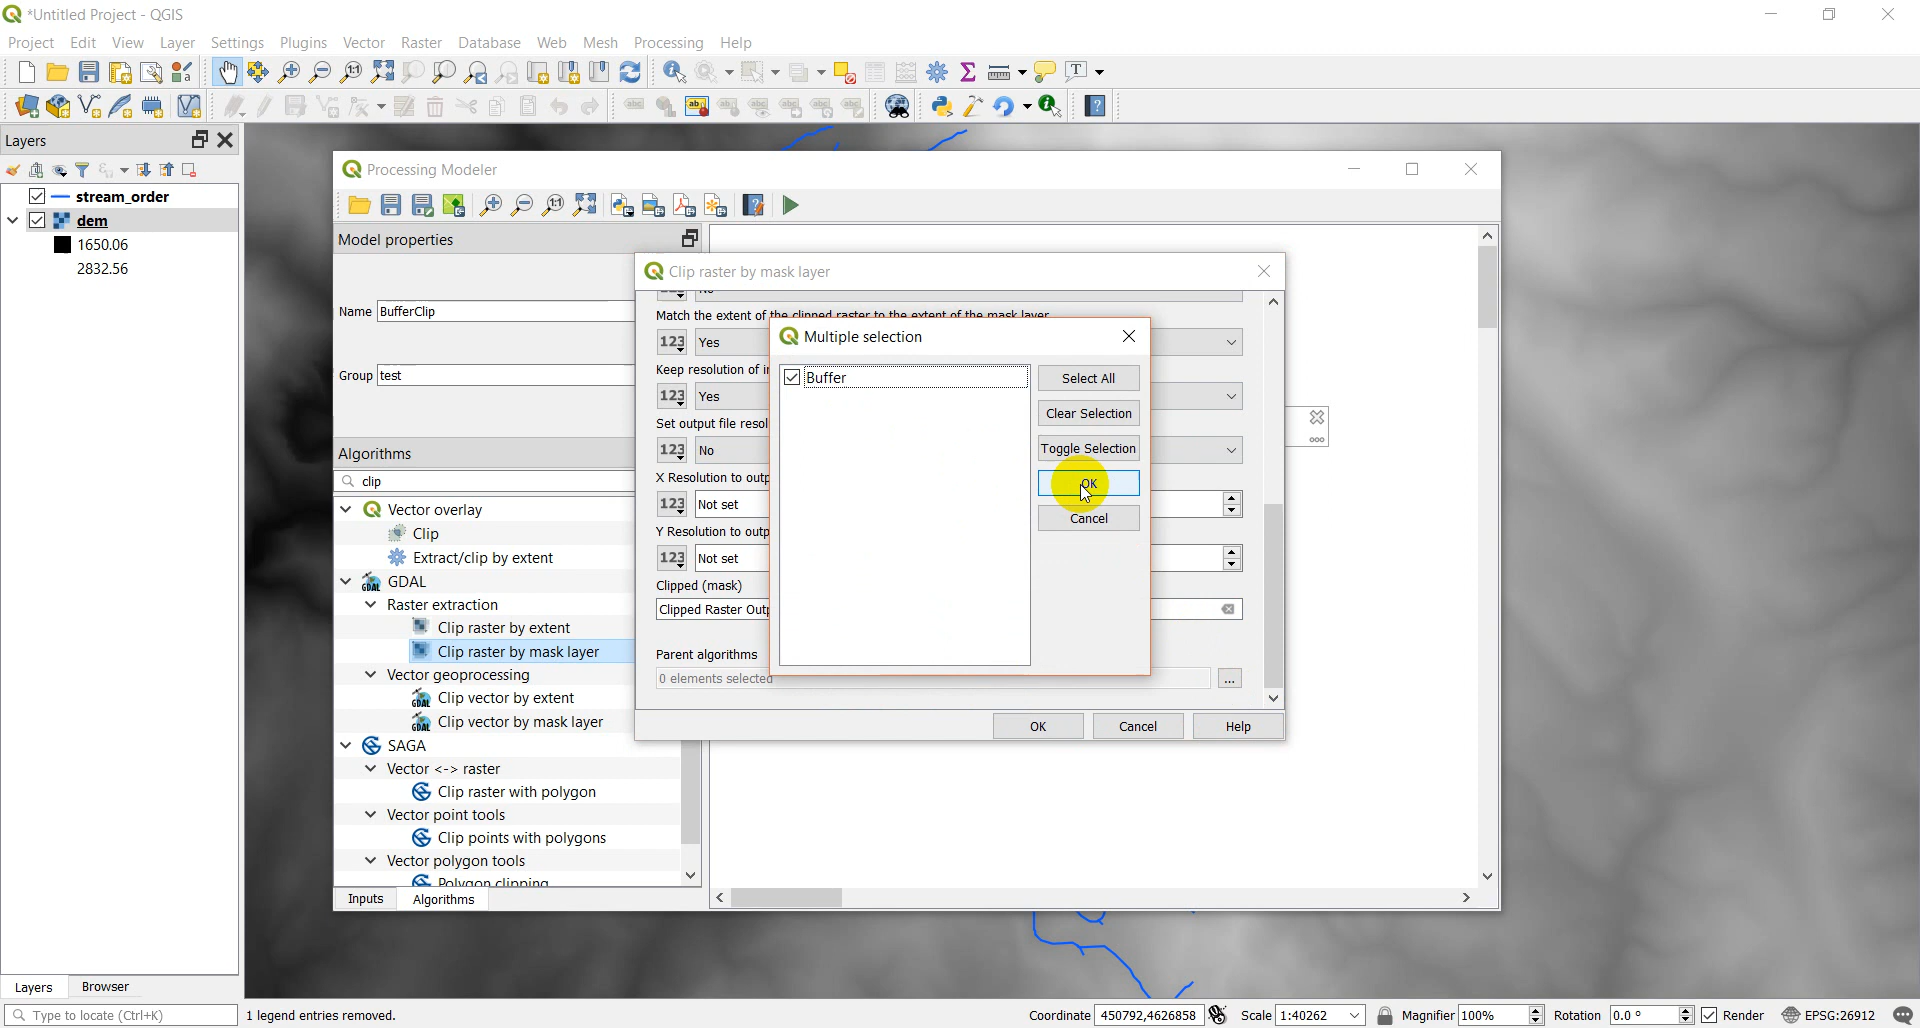 *Untitled Project - QGIS
Project Edit View Layer Settings Plugins Vector Raster Database Web Mesh Processing Help
Layers
stream_order
dem
1650.06
2832.56
Processing Modeler
Model properties
Name BufferClip
Group test
Algorithms
clip
Vector overlay
Clip
Extract/clip by extent
GDAL
Raster extraction
Clip raster by extent
Clip raster by mask layer
Vector geoprocessing
Clip vector by extent
Clip vector by mask layer
SAGA
Vector <-> raster
Clip raster with polygon
Vector point tools
Clip points with polygons
Vector polygon tools
Polygon clipping
Inputs Algorithms
Clip raster by mask layer
No
Match the extent of the clipped raster to the extent of the mask layer
123 Yes
Keep resolution of i
123 Yes
Set output file resol
123 No
X Resolution to outp
123 Not set
Y Resolution to outp
123 Not set
Clipped (mask)
Clipped Raster Outp
Parent algorithms
0 elements selected ...
OK Cancel Help
Multiple selection
Buffer
Select All
Clear Selection
Toggle Selection
OK
Cancel
Layers Browser
Type to locate (Ctrl+K) 1 legend entries removed. Coordinate 450792,4626858 Scale 1:40262 Magnifier 100% Rotation 0.0 ° Render EPSG:26912